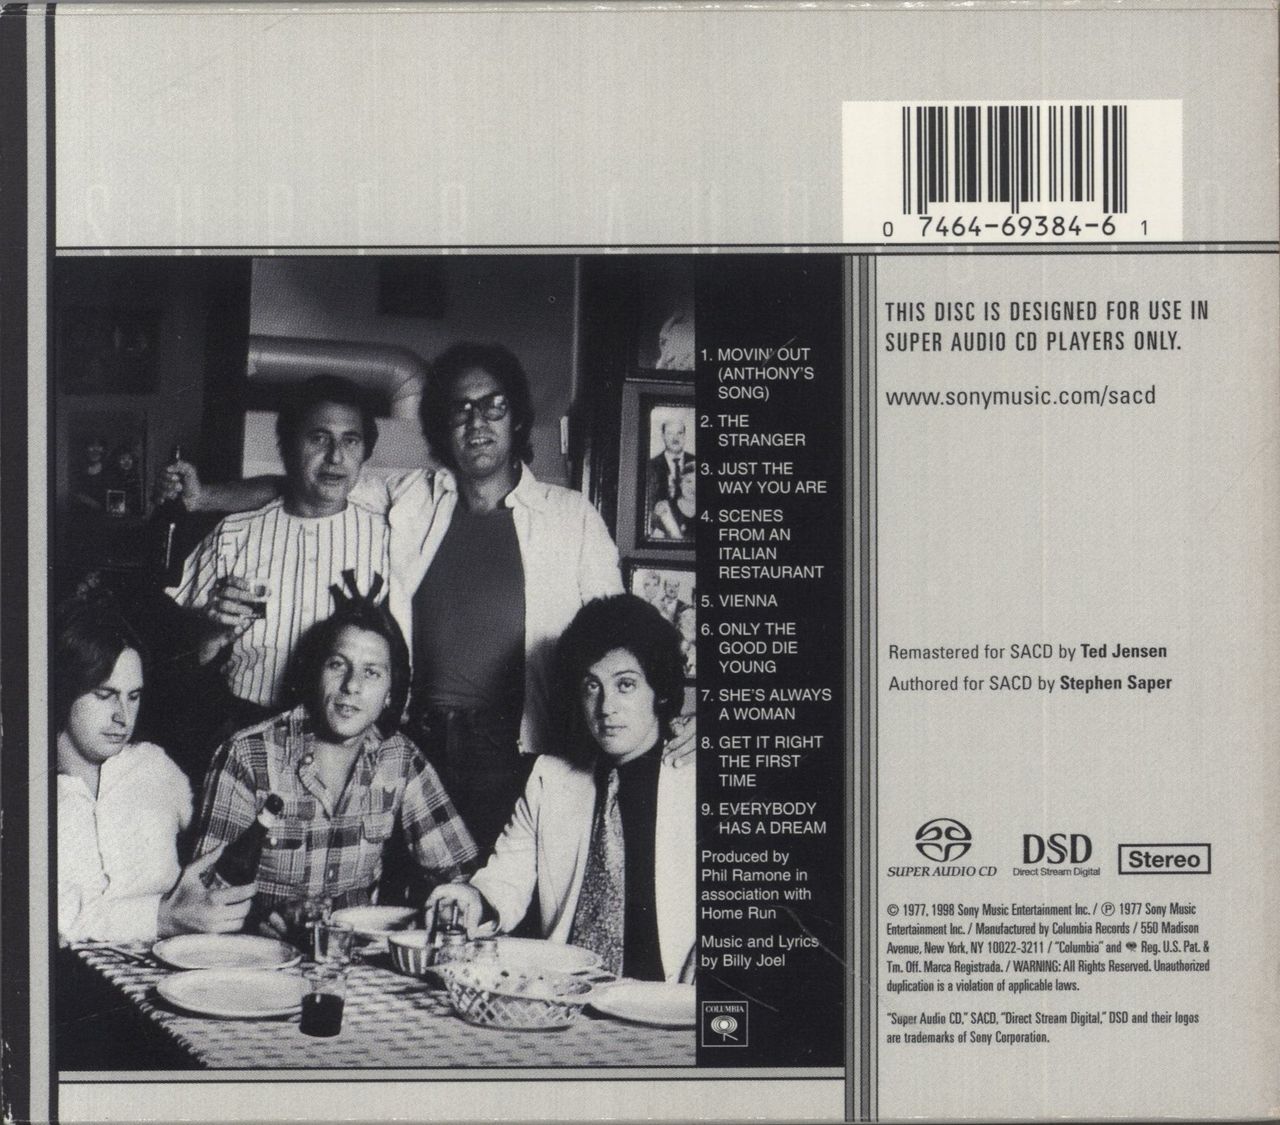 SUPER AUDIO CD
0 7464-69384-6 1
THIS DISC IS DESIGNED FOR USE IN
SUPER AUDIO CD PLAYERS ONLY.
www.sonymusic.com/sacd
1. MOVIN' OUT
(ANTHONY'S
SONG)
2. THE
STRANGER
3. JUST THE
WAY YOU ARE
4. SCENES
FROM AN
ITALIAN
RESTAURANT
5. VIENNA
6. ONLY THE
GOOD DIE
YOUNG
7. SHE'S ALWAYS
A WOMAN
8. GET IT RIGHT
THE FIRST
TIME
9. EVERYBODY
HAS A DREAM
Produced by
Phil Ramone in
association with
Home Run
Music and Lyrics
by Billy Joel
COLUMBIA
Remastered for SACD by Ted Jensen
Authored for SACD by Stephen Saper
SUPER AUDIO CD
DSD
Direct Stream Digital
Stereo
© 1977, 1998 Sony Music Entertainment Inc. / ℗ 1977 Sony Music
Entertainment Inc. / Manufactured by Columbia Records / 550 Madison
Avenue, New York, NY 10022-3211 / "Columbia" and Reg. U.S. Pat. &
Tm. Off. Marca Registrada. / WARNING: All Rights Reserved. Unauthorized
duplication is a violation of applicable laws.
"Super Audio CD," SACD, "Direct Stream Digital," DSD and their logos
are trademarks of Sony Corporation.